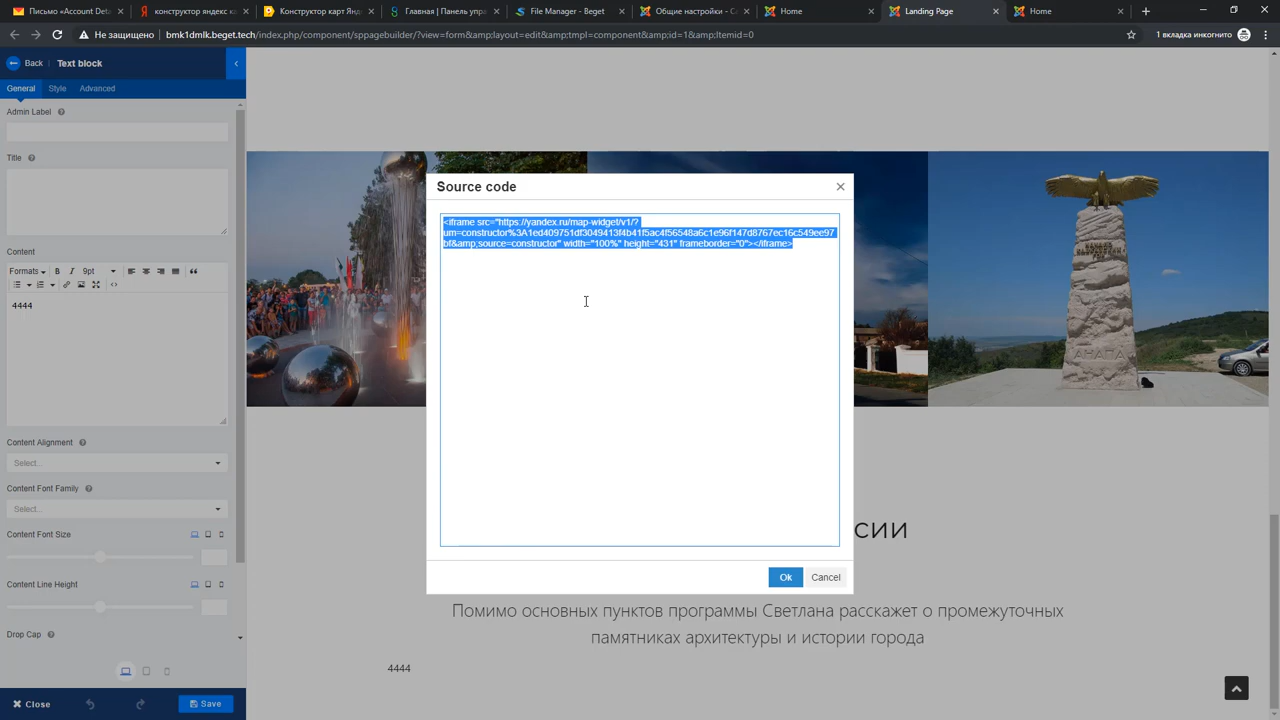 Письмо «Account Deta
конструктор яндекс ка
Конструктор карт Янд
Главная | Панель упра
File Manager - Beget
Общие настройки - Са
Home
Landing Page
Home
Не защищено
bmk1dmlk.beget.tech/index.php/component/sppagebuilder/?view=form&amp;layout=edit&amp;tmpl=component&amp;id=1&amp;Itemid=0
1 вкладка инкогнито
Back
Text block
General
Style
Advanced
Admin Label
Title
Content
Formats
B
I
9pt
4444
Content Alignment
Select...
Content Font Family
Select...
Content Font Size
Content Line Height
Drop Cap
Close
Save
Source code
<iframe src="https://yandex.ru/map-widget/v1/?
um=constructor%3A1ed409751df3049413f4b41f5ac4f56548a6c1e96f147d8767ec16c549ee97
bf&amp;source=constructor" width="100%" height="431" frameborder="0"></iframe>
Ok
Cancel
АНАПА
сии
Помимо основных пунктов программы Светлана расскажет о промежуточных
памятниках архитектуры и истории города
4444